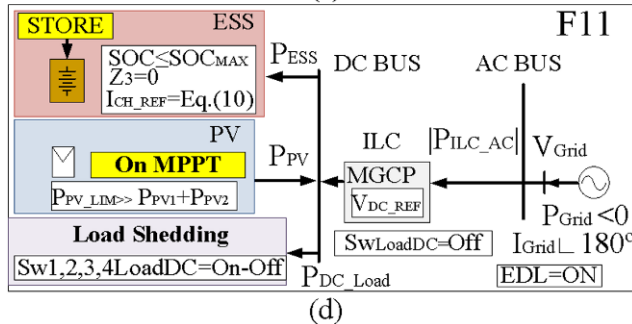 ESS
F11
STORE
SOC≤SOCMAX
Z3=0
ICH_REF=Eq.(10)
PESS
DC BUS
AC BUS
PV
On MPPT
PPV_LIM>> PPV1+PPV2
PPV
ILC
MGCP
VDC_REF
|PILC_AC|
VGrid
PGrid <0
IGrid∟ 180°
Load Shedding
Sw1,2,3,4LoadDC=On-Off
SwLoadDC=Off
PDC_Load
EDL=ON
(d)